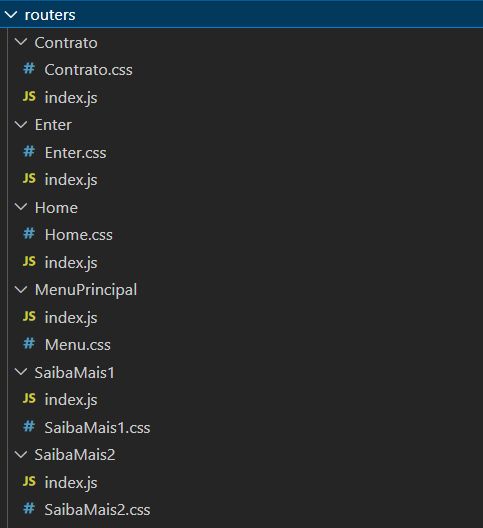 routers
Contrato
# Contrato.css
JS index.js
Enter
# Enter.css
JS index.js
Home
# Home.css
JS index.js
MenuPrincipal
JS index.js
# Menu.css
SaibaMais1
JS index.js
# SaibaMais1.css
SaibaMais2
JS index.js
# SaibaMais2.css